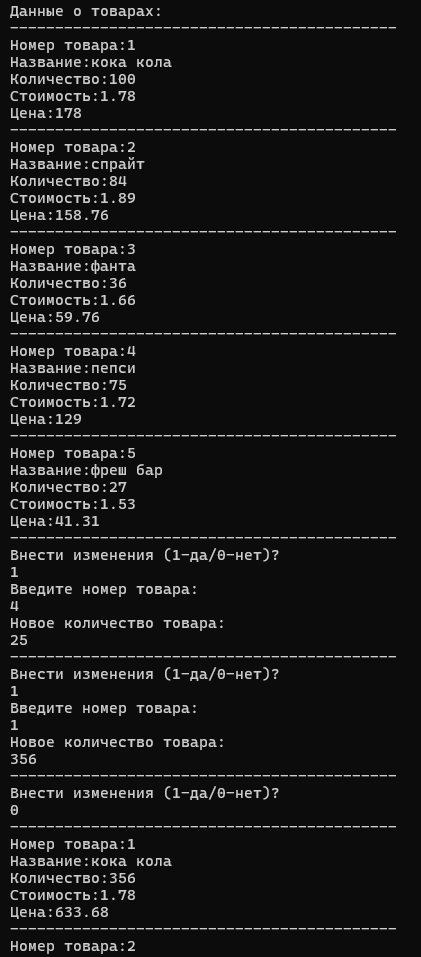 Данные о товарах:
-------------------------------------------
Номер товара:1
Название:кока кола
Количество:100
Стоимость:1.78
Цена:178
-------------------------------------------
Номер товара:2
Название:спрайт
Количество:84
Стоимость:1.89
Цена:158.76
-------------------------------------------
Номер товара:3
Название:фанта
Количество:36
Стоимость:1.66
Цена:59.76
-------------------------------------------
Номер товара:4
Название:пепси
Количество:75
Стоимость:1.72
Цена:129
-------------------------------------------
Номер товара:5
Название:фреш бар
Количество:27
Стоимость:1.53
Цена:41.31
-------------------------------------------
Внести изменения (1-да/0-нет)?
1
Введите номер товара:
4
Новое количество товара:
25
-------------------------------------------
Внести изменения (1-да/0-нет)?
1
Введите номер товара:
1
Новое количество товара:
356
-------------------------------------------
Внести изменения (1-да/0-нет)?
0
-------------------------------------------
Номер товара:1
Название:кока кола
Количество:356
Стоимость:1.78
Цена:633.68
-------------------------------------------
Номер товара:2